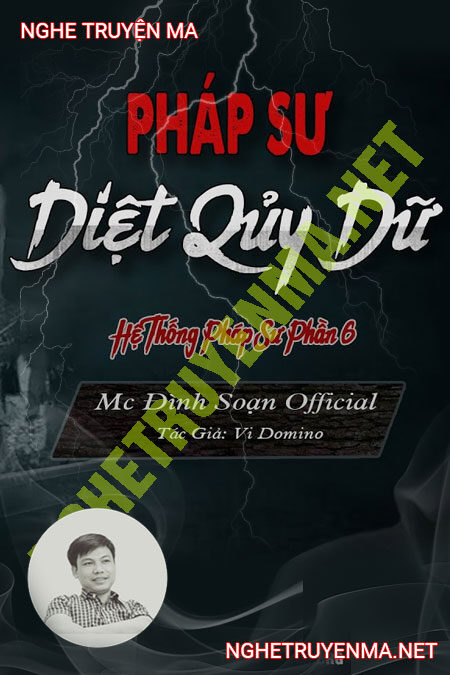 NGHE TRUYỆN MA
PHÁP SƯ
Diệt Quỷ Dữ
Hệ Thống Pháp Sư Phần 6
Mc Đình Soạn Official
Tác Giả: Vi Domino
NGHETRUYENMA.NET
NGHETRUYENMA.NET